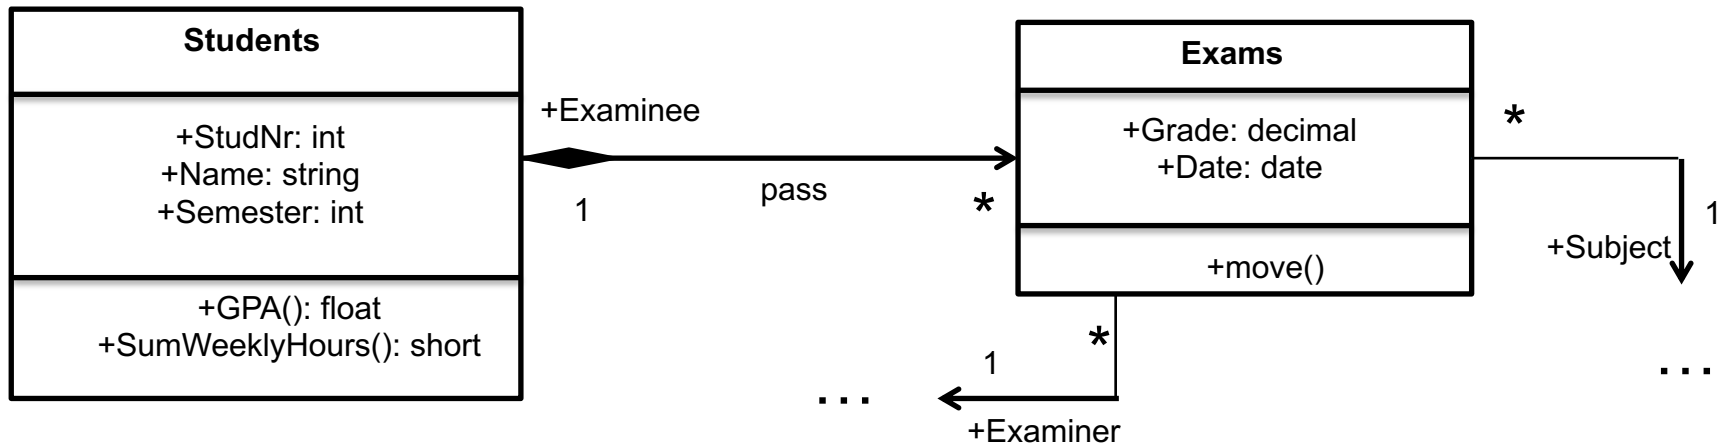 Students
+StudNr: int
+Name: string
+Semester: int
+GPA(): float
+SumWeeklyHours(): short
+Examinee
1
pass
*
Exams
+Grade: decimal
+Date: date
+move()
*
1
+Subject
...
*
1
+Examiner
...